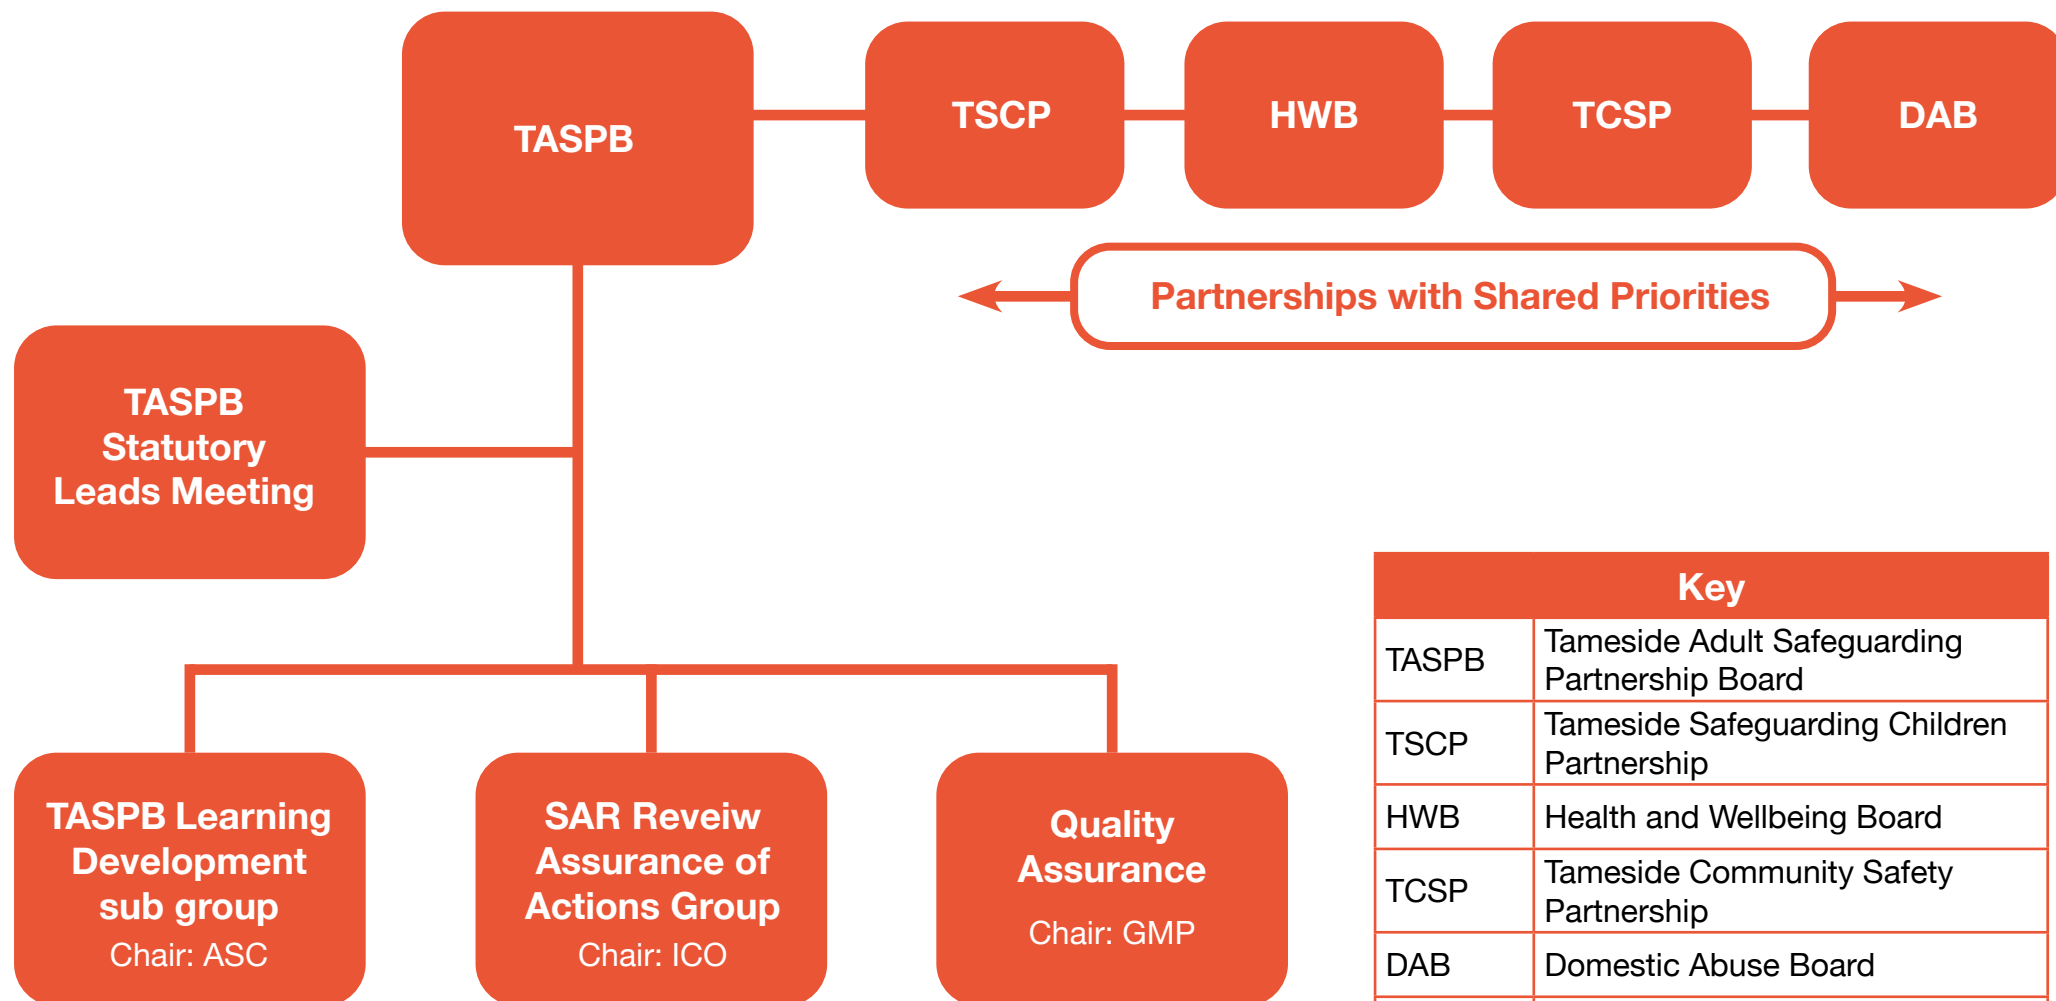 TASPB
TSCP
HWB
TCSP
DAB
Partnerships with Shared Priorities
TASPB
Statutory
Leads Meeting
TASPB Learning
Development
sub group
Chair: ASC
SAR Reveiw
Assurance of
Actions Group
Chair: ICO
Quality
Assurance
Chair: GMP
Key
TASPB
Tameside Adult Safeguarding
Partnership Board
TSCP
Tameside Safeguarding Children
Partnership
HWB
Health and Wellbeing Board
TCSP
Tameside Community Safety
Partnership
DAB
Domestic Abuse Board